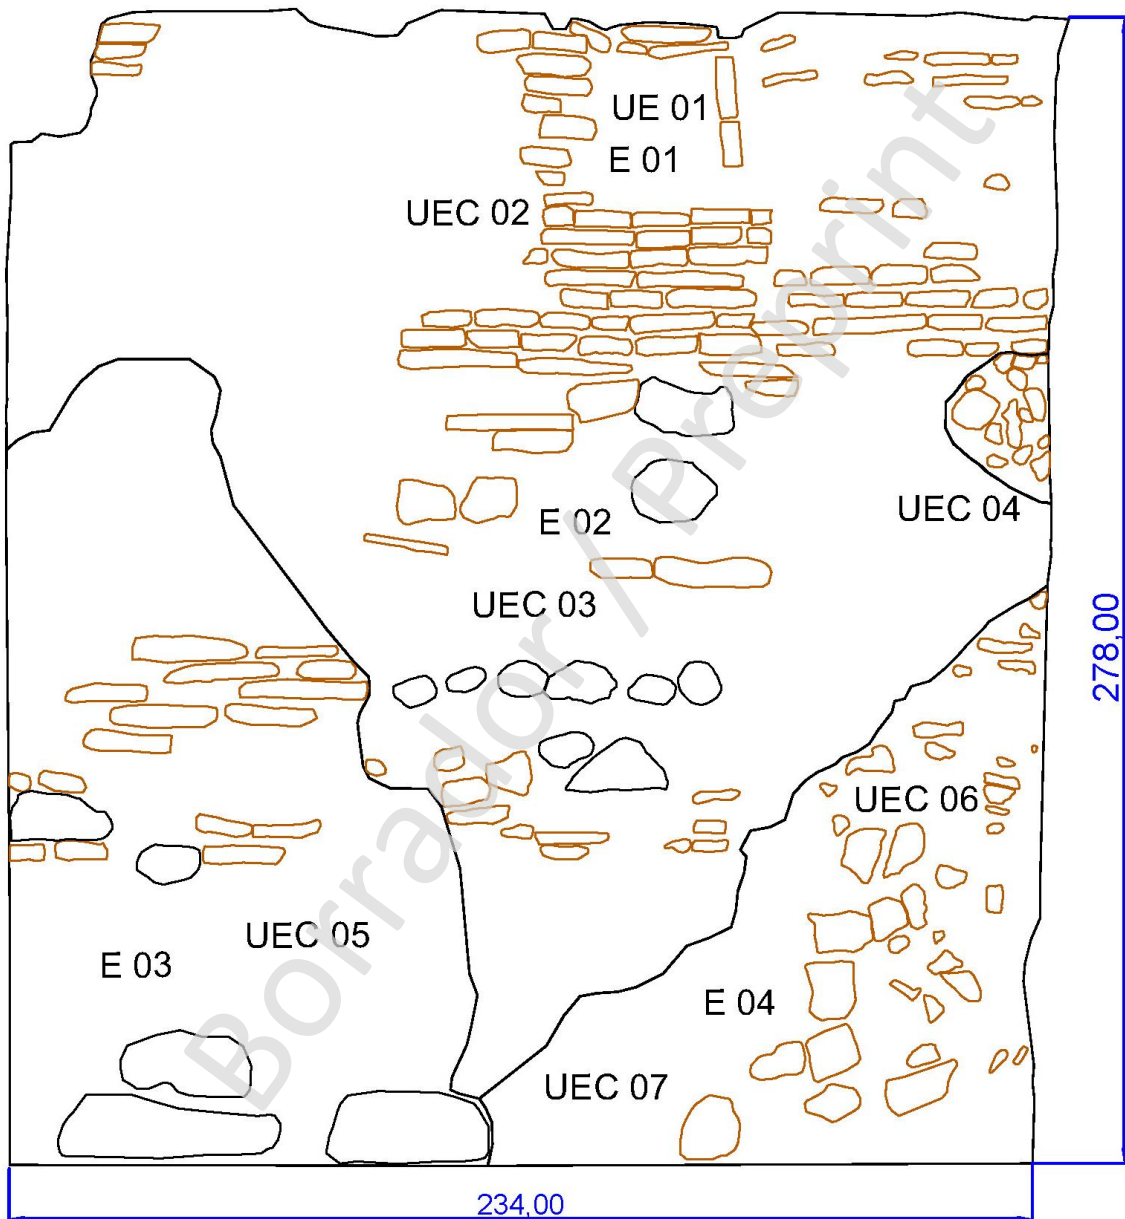 UE 01
E 01
UEC 02
UEC 04
E 02
UEC 03
278,00
UEC 06
UEC 05
E 03
E 04
UEC 07
234,00
Borrador / Preprint